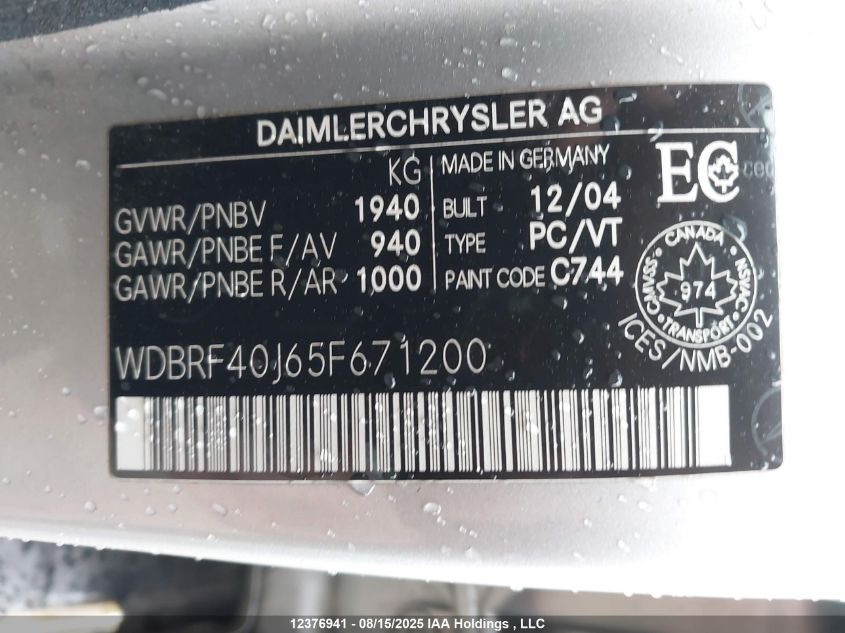 DAIMLERCHRYSLER AG
KG
GVWR/PNBV 1940
GAWR/PNBE F/AV 940
GAWR/PNBE R/AR 1000
MADE IN GERMANY
BUILT 12/04
TYPE PC/VT
PAINT CODE C744
EC
CANADA
CMVSS/NSVAC
974
TRANSPORT
ICES/NMB-002
WDBRF40J65F671200
12376941 - 08/15/2025 IAA Holdings , LLC